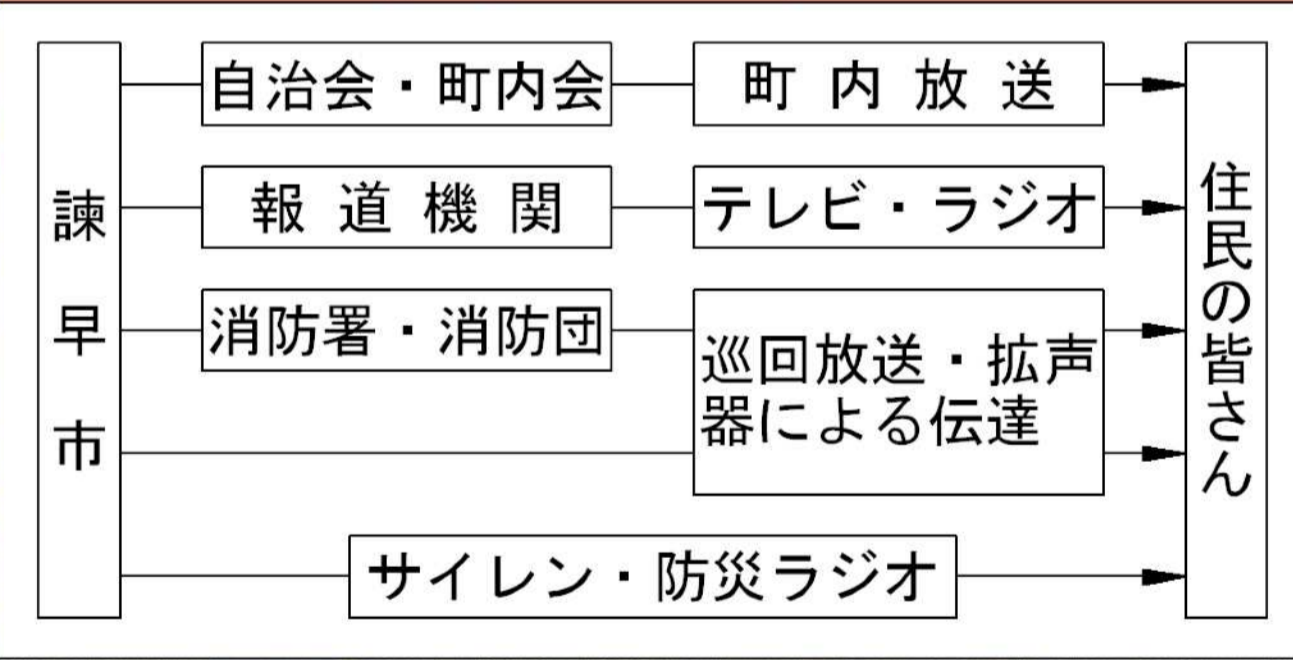 諫早市
自治会・町内会
町内放送
報道機関
テレビ・ラジオ
消防署・消防団
巡回放送・拡声
器による伝達
サイレン・防災ラジオ
住民の皆さん